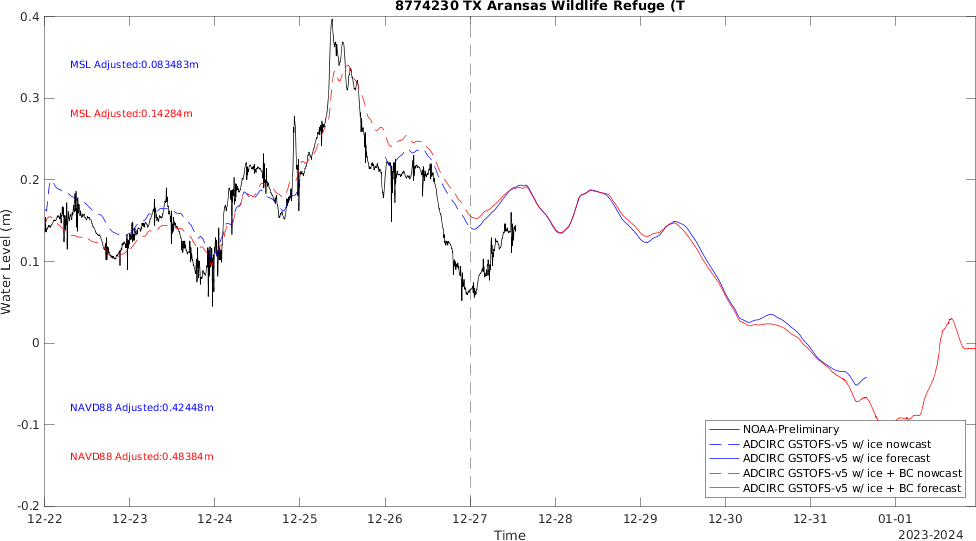 8774230 TX Aransas Wildlife Refuge (T
0.4
0.3
0.2
0.1
0
-0.1
-0.2
Water Level (m)
MSL Adjusted:0.083483m
MSL Adjusted:0.14284m
NAVD88 Adjusted:0.42448m
NAVD88 Adjusted:0.48384m
NOAA-Preliminary
ADCIRC GSTOFS-v5 w/ ice nowcast
ADCIRC GSTOFS-v5 w/ ice forecast
ADCIRC GSTOFS-v5 w/ ice + BC nowcast
ADCIRC GSTOFS-v5 w/ ice + BC forecast
12-22 12-23 12-24 12-25 12-26 12-27 12-28 12-29 12-30 12-31 01-01
Time
2023-2024